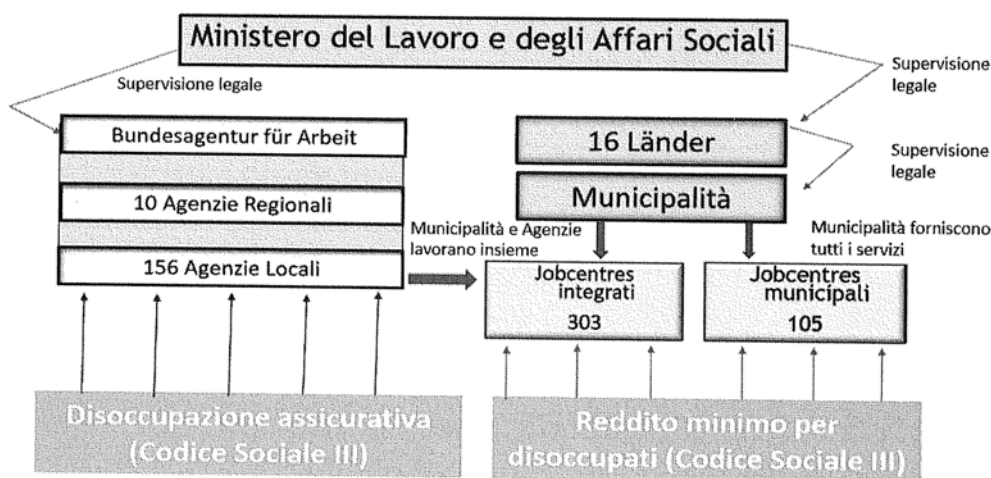 Ministero del Lavoro e degli Affari Sociali
Supervisione legale
Supervisione
legale
Bundesagentur für Arbeit
16 Länder
Supervisione
legale
10 Agenzie Regionali
Municipalità
Municipalità e Agenzie
lavorano insieme
Municipalità forniscono
tutti i servizi
156 Agenzie Locali
Jobcentres
integrati
303
Jobcentres
municipali
105
Disoccupazione assicurativa
(Codice Sociale III)
Reddito minimo per
disoccupati (Codice Sociale III)